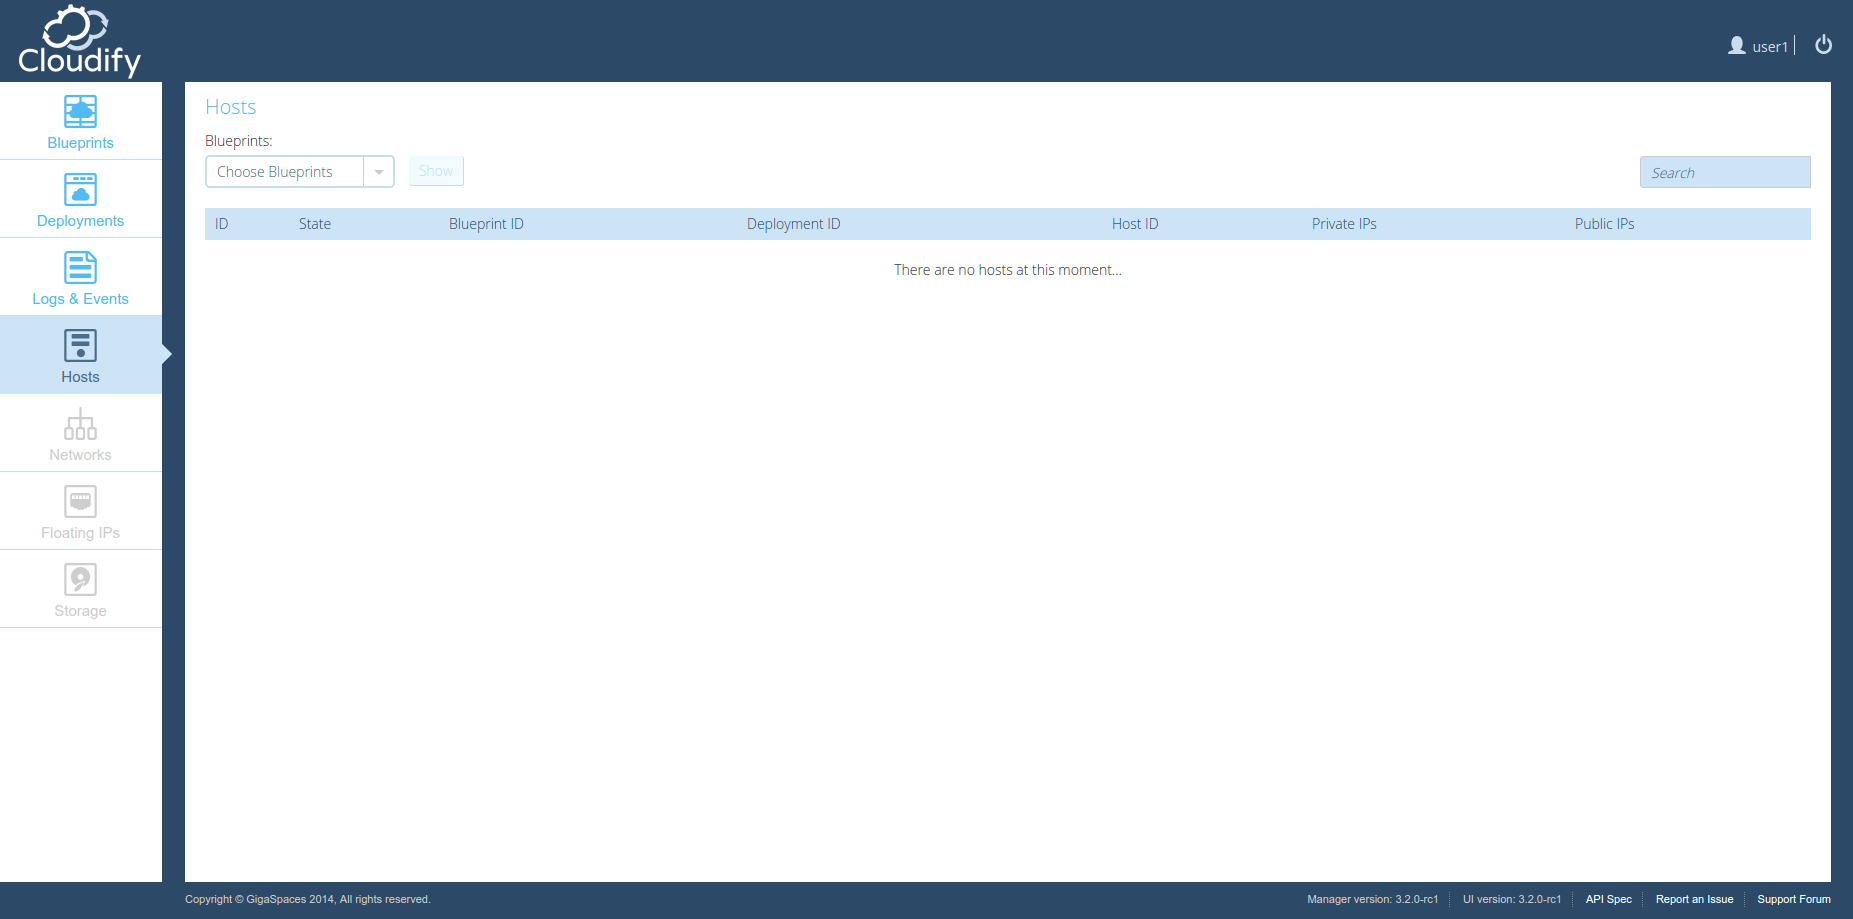 Cloudify
user1
Blueprints
Deployments
Logs & Events
Hosts
Networks
Floating IPs
Storage
Hosts
Blueprints:
Choose Blueprints Show Search
ID State Blueprint ID Deployment ID Host ID Private IPs Public IPs
There are no hosts at this moment...
Copyright © GigaSpaces 2014, All rights reserved. Manager version: 3.2.0-rc1 UI version: 3.2.0-rc1 API Spec Report an Issue Support Forum